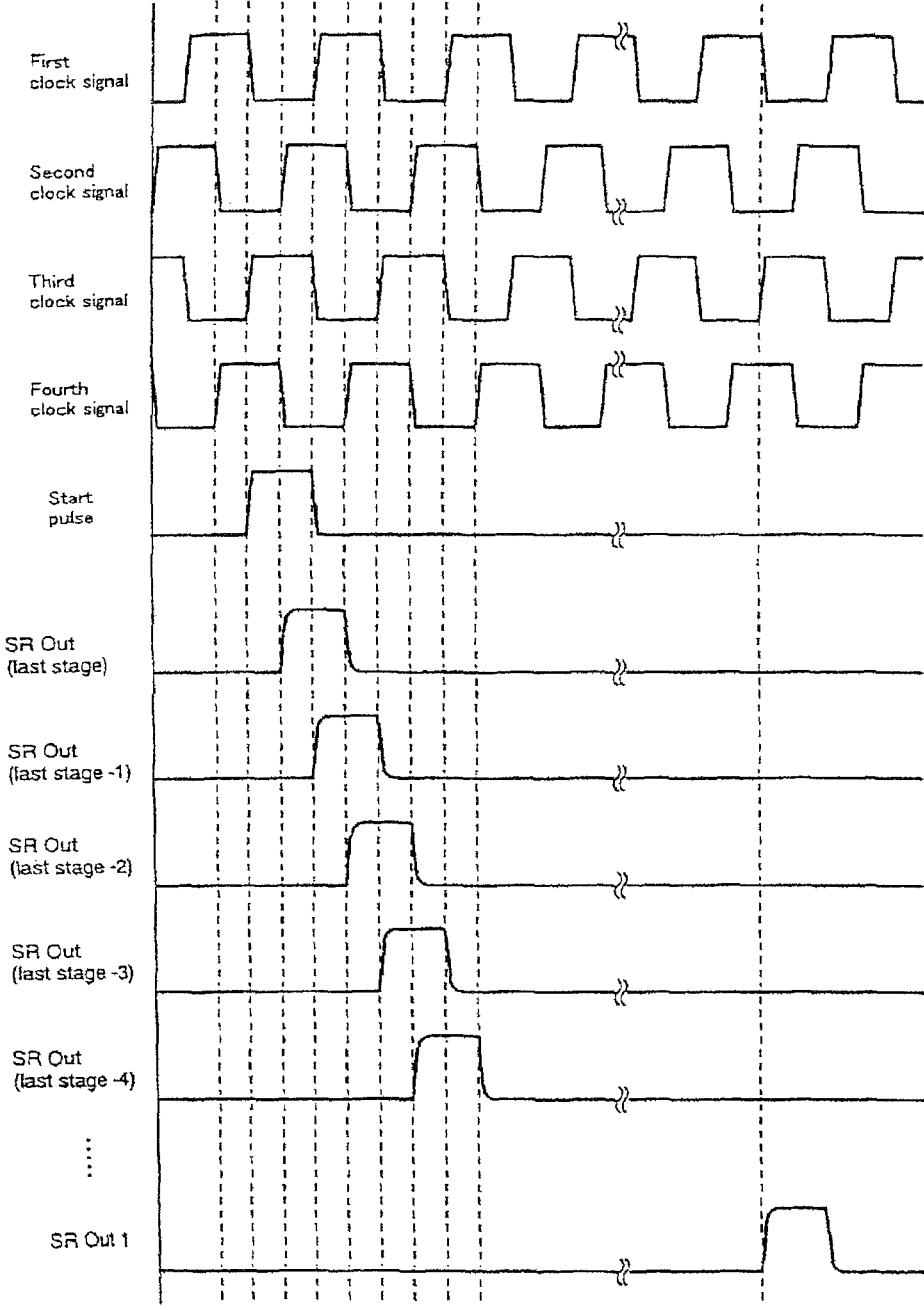 First
clock signal
Second
clock signal
Third
clock signal
Fourth
clock signal
Start
pulse
SR Out
(last stage)
SR Out
(last stage -1)
SR Out
(last stage -2)
SR Out
(last stage -3)
SR Out
(last stage -4)
SR Out 1